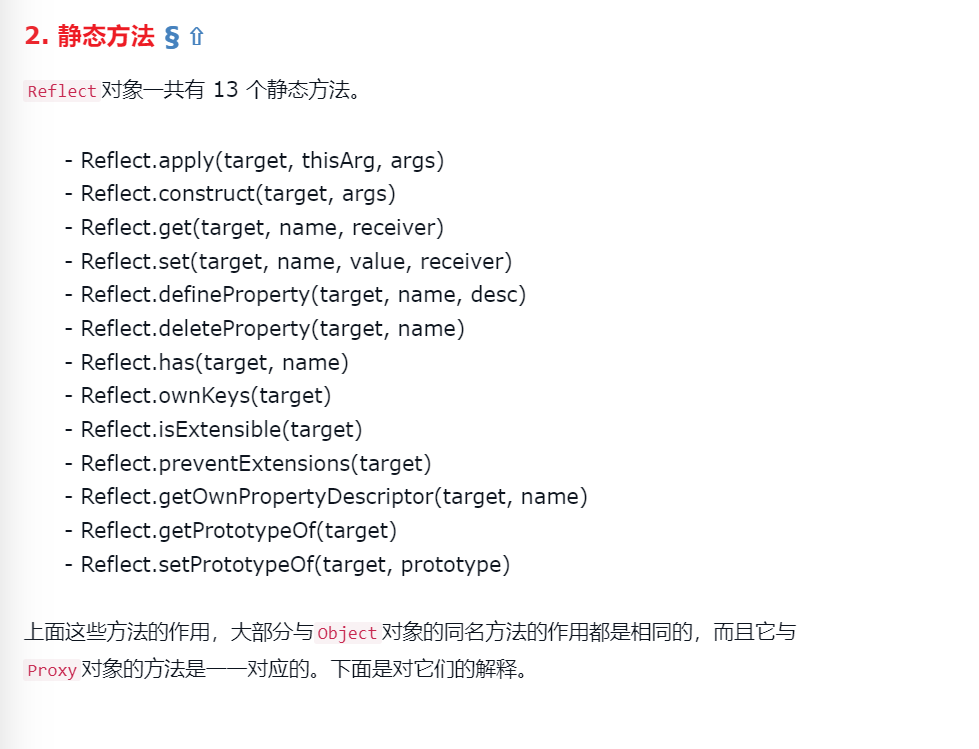 2. 静态方法 § ⇧
Reflect对象一共有 13 个静态方法。
- Reflect.apply(target, thisArg, args)
- Reflect.construct(target, args)
- Reflect.get(target, name, receiver)
- Reflect.set(target, name, value, receiver)
- Reflect.defineProperty(target, name, desc)
- Reflect.deleteProperty(target, name)
- Reflect.has(target, name)
- Reflect.ownKeys(target)
- Reflect.isExtensible(target)
- Reflect.preventExtensions(target)
- Reflect.getOwnPropertyDescriptor(target, name)
- Reflect.getPrototypeOf(target)
- Reflect.setPrototypeOf(target, prototype)
上面这些方法的作用，大部分与Object对象的同名方法的作用都是相同的，而且它与
Proxy对象的方法是一一对应的。下面是对它们的解释。